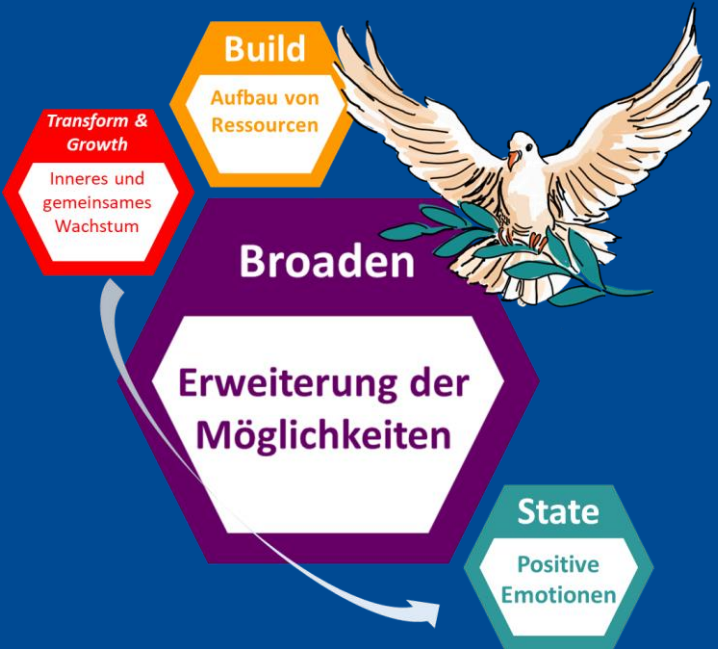 Build
Aufbau von
Ressourcen
Transform &
Growth
Inneres und
gemeinsames
Wachstum
Broaden
Erweiterung der
Möglichkeiten
State
Positive
Emotionen